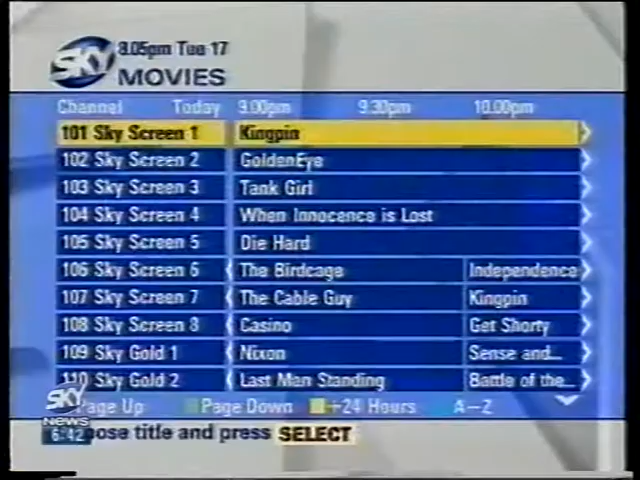 sky 8.05pm Tue 17
MOVIES
Channel Today 9.00pm 9.30pm 10.00pm
101 Sky Screen 1 Kingpin
102 Sky Screen 2 GoldenEye
103 Sky Screen 3 Tank Girl
104 Sky Screen 4 When Innocence is Lost
105 Sky Screen 5 Die Hard
106 Sky Screen 6 The Birdcage Independence
107 Sky Screen 7 The Cable Guy Kingpin
108 Sky Screen 8 Casino Get Shorty
109 Sky Gold 1 Nixon Sense and...
110 Sky Gold 2 Last Man Standing Battle of the...
Page Up Page Down +24 Hours A-Z
sky
NEWS
6:42
oose title and press SELECT